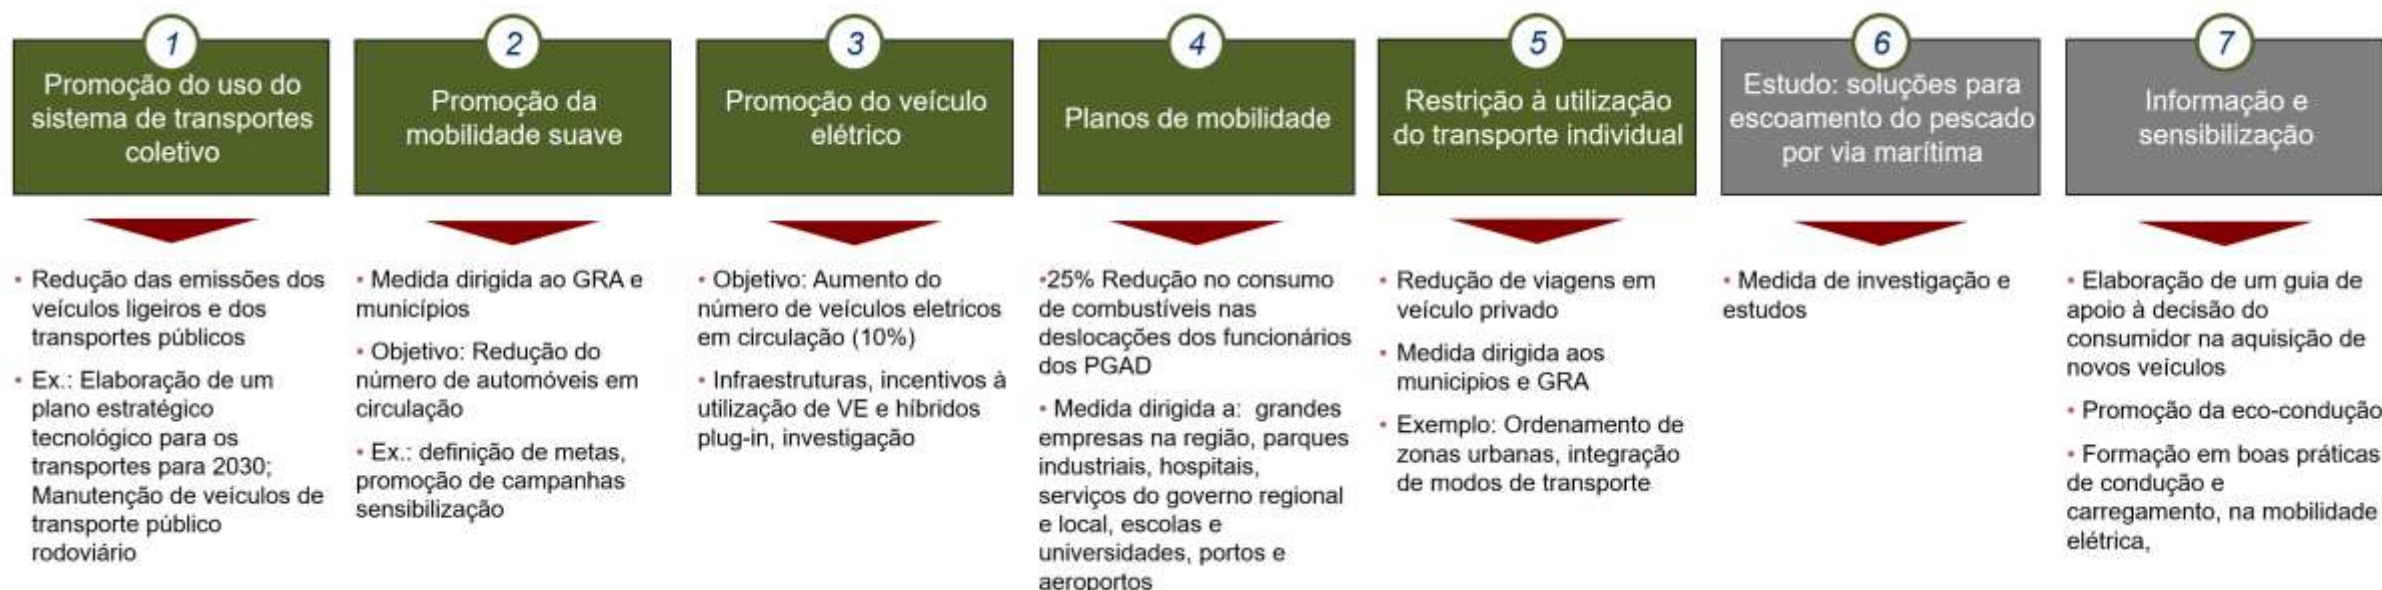 1
Promoção do uso do
sistema de transportes
coletivo
• Redução das emissões dos
veículos ligeiros e dos
transportes públicos
• Ex.: Elaboração de um
plano estratégico
tecnológico para os
transportes para 2030;
Manutenção de veículos de
transporte público
rodoviário
2
Promoção da
mobilidade suave
• Medida dirigida ao GRA e
municípios
• Objetivo: Redução do
número de automóveis em
circulação
• Ex.: definição de metas,
promoção de campanhas
sensibilização
3
Promoção do veículo
elétrico
• Objetivo: Aumento do
número de veículos eletricos
em circulação (10%)
• Infraestruturas, incentivos à
utilização de VE e híbridos
plug-in, investigação
4
Planos de mobilidade
•25% Redução no consumo
de combustíveis nas
deslocações dos funcionários
dos PGAD
• Medida dirigida a: grandes
empresas na região, parques
industriais, hospitais,
serviços do governo regional
e local, escolas e
universidades, portos e
aeroportos
5
Restrição à utilização
do transporte individual
• Redução de viagens em
veículo privado
• Medida dirigida aos
municipios e GRA
• Exemplo: Ordenamento de
zonas urbanas, integração
de modos de transporte
6
Estudo: soluções para
escoamento do pescado
por via marítima
• Medida de investigação e
estudos
7
Informação e
sensibilização
• Elaboração de um guia de
apoio à decisão do
consumidor na aquisição de
novos veículos
• Promoção da eco-condução
• Formação em boas práticas
de condução e
carregamento, na mobilidade
elétrica,